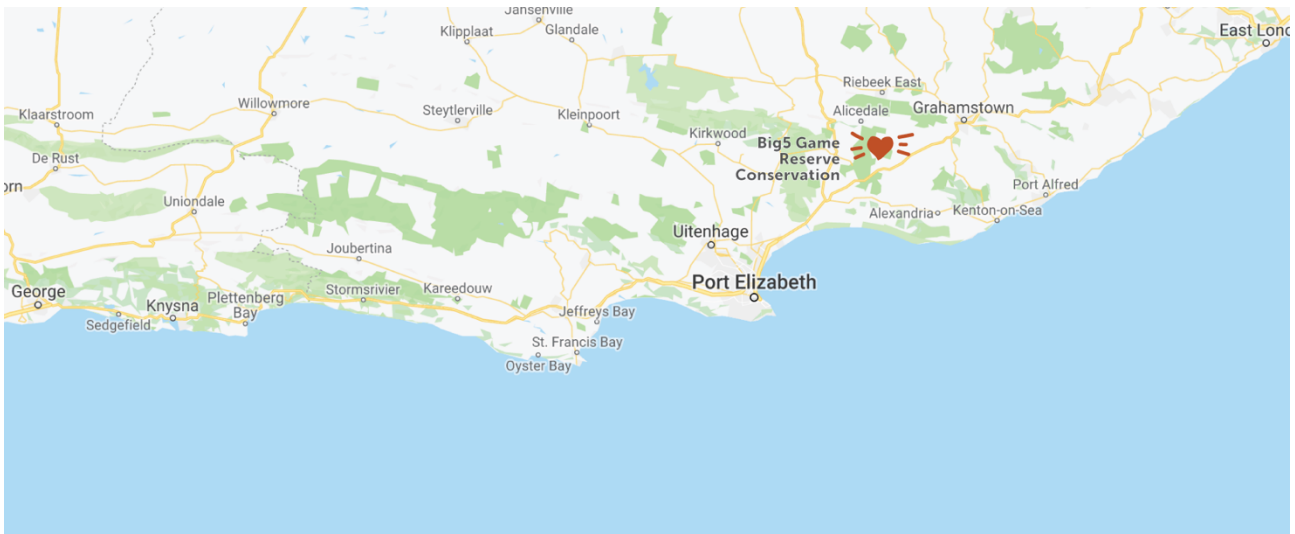 Jansenville
Klipplaat
Glandale
East Lond
Riebeek East
Klaarstroom
Willowmore
Steytlerville
Kleinpoort
Alicedale
Grahamstown
Kirkwood
Big5 Game
Reserve
Conservation
De Rust
orn
Uniondale
Port Alfred
Alexandria
Kenton-on-Sea
Uitenhage
Joubertina
Port Elizabeth
George
Knysna
Plettenberg
Bay
Stormsrivier
Kareedouw
Sedgefield
Jeffreys Bay
St. Francis Bay
Oyster Bay